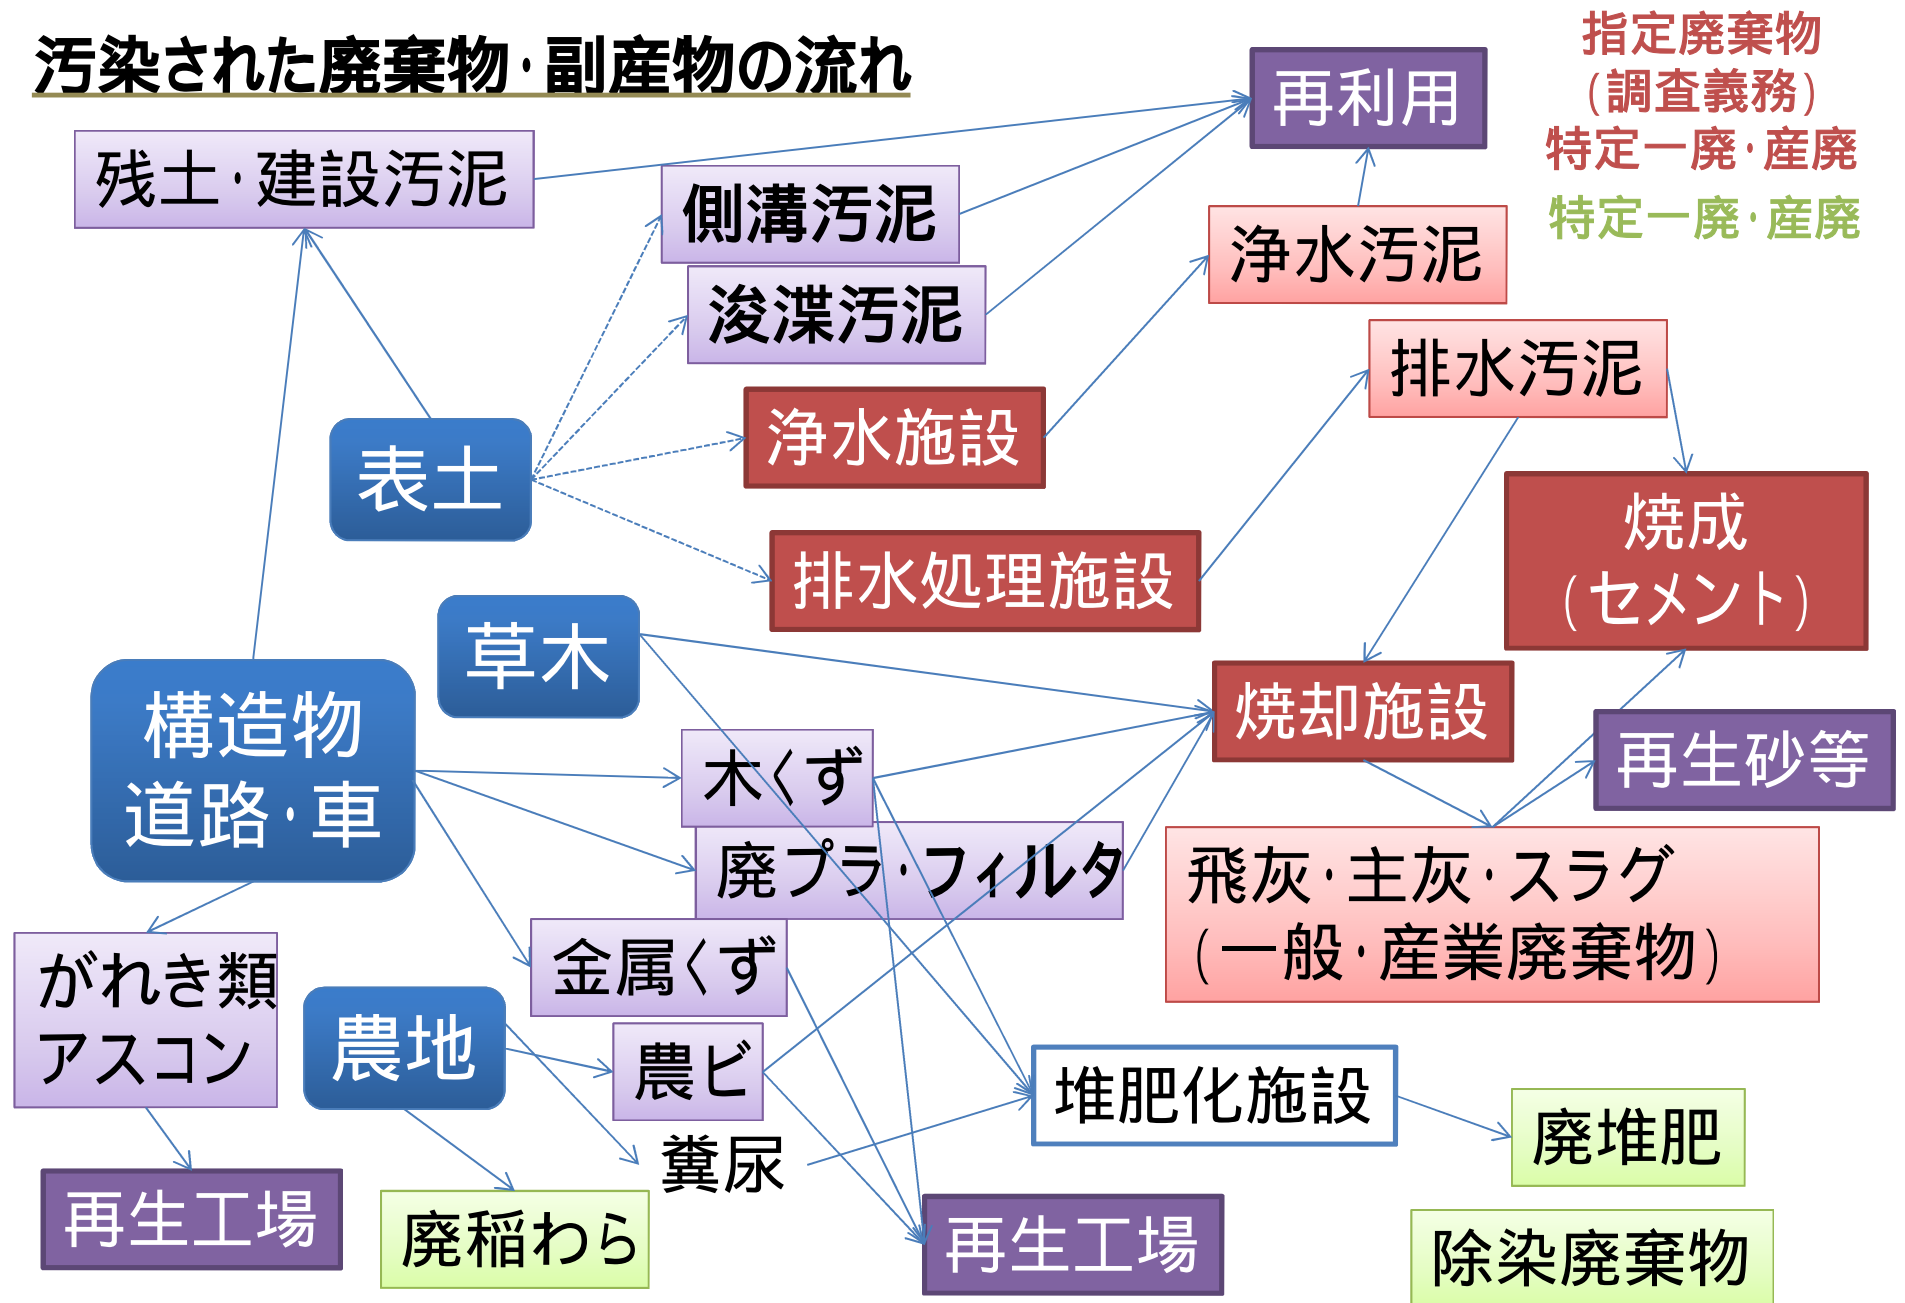 汚染された廃棄物・副産物の流れ
指定廃棄物
(調査義務)
特定一廃・産廃
特定一廃・産廃
再利用
残土・建設汚泥
側溝汚泥
浄水汚泥
浚渫汚泥
排水汚泥
浄水施設
表土
焼成
(セメント)
排水処理施設
草木
焼却施設
構造物
道路・車
再生砂等
木くず
廃プラ・フィルタ
飛灰・主灰・スラグ
(一般・産業廃棄物)
金属くず
がれき類
アスコン
農地
農ビ
堆肥化施設
廃堆肥
糞尿
再生工場
廃稲わら
再生工場
除染廃棄物